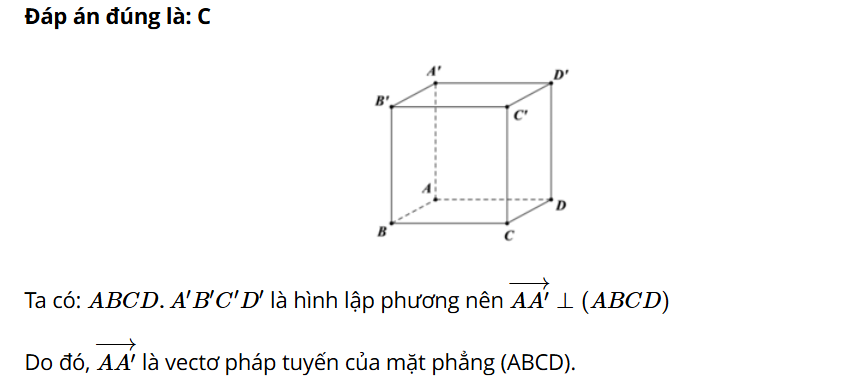 Đáp án đúng là: C
A' D'
B' C'
A D
B C
Ta có: ABCD. A'B'C'D' là hình lập phương nên \overrightarrow{AA'} ⊥ (ABCD)
Do đó, \overrightarrow{AA'} là vectơ pháp tuyến của mặt phẳng (ABCD).